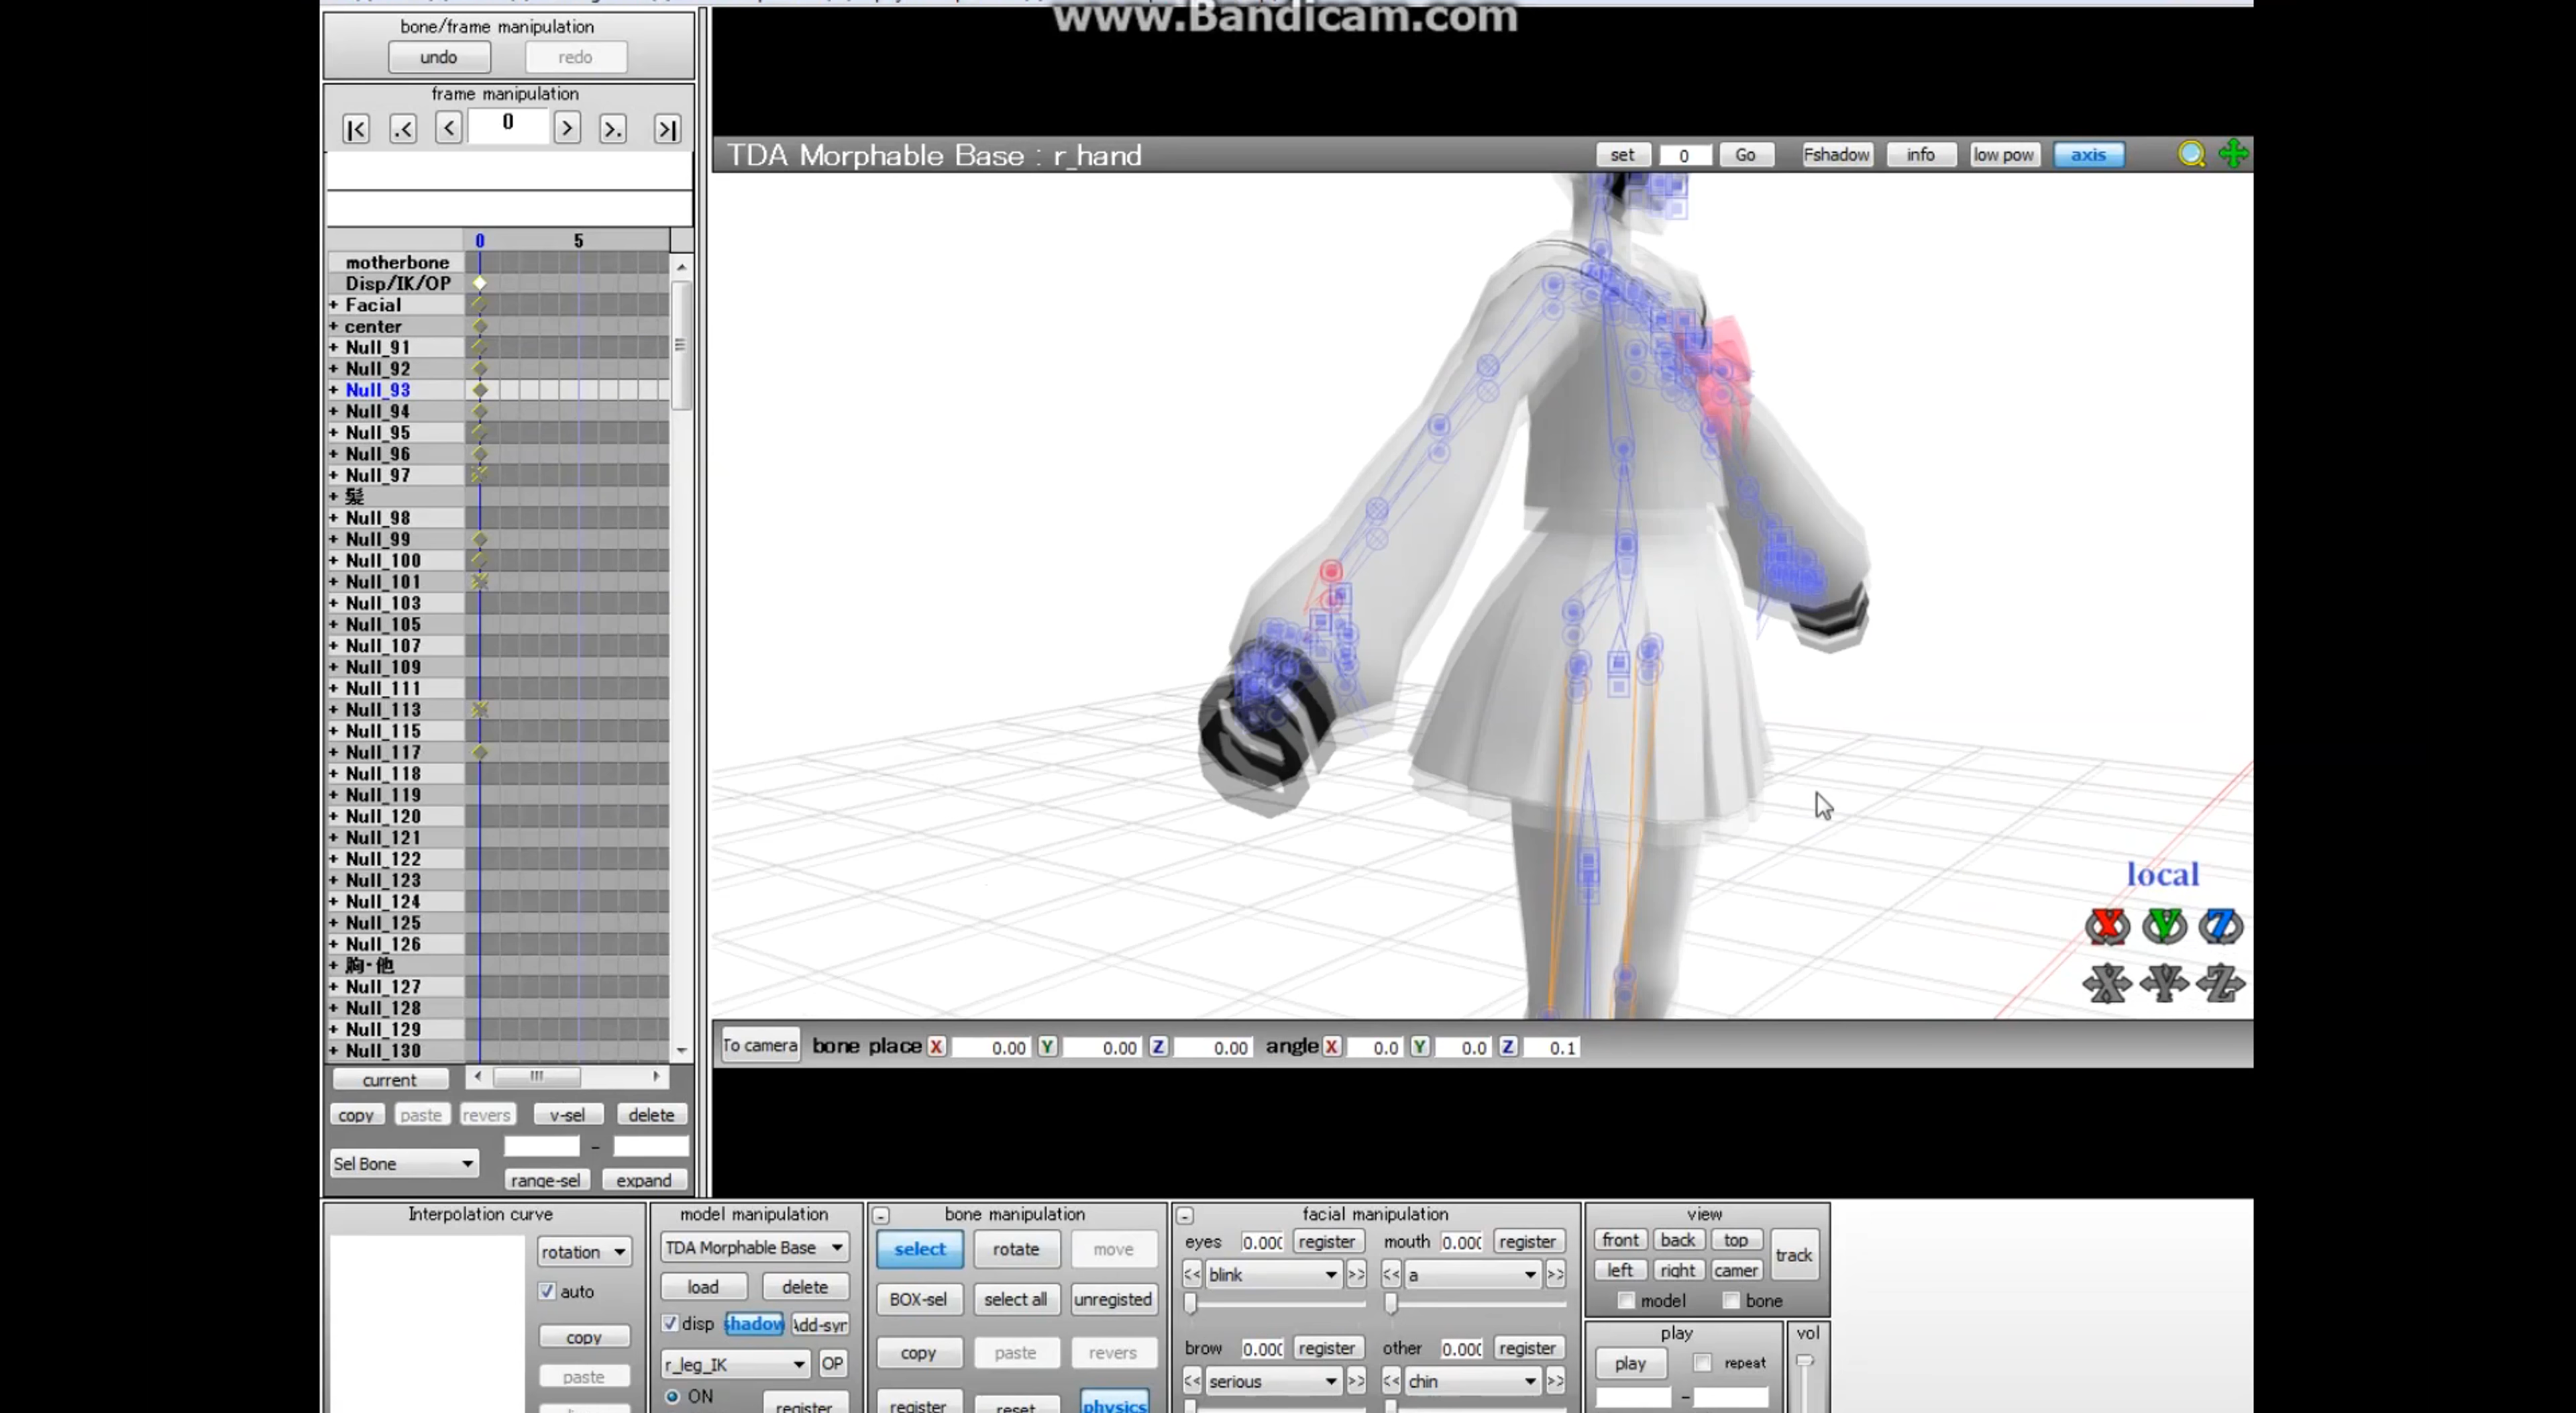 www.Bandicam.com
bone/frame manipulation
undo redo
frame manipulation
|< .< < 0 > >. >|
TDA Morphable Base : r_hand
set 0 Go Fshadow info low pow axis
0 5
motherbone
Disp/IK/OP
+ Facial
+ center
+ Null_91
+ Null_92
+ Null_93
+ Null_94
+ Null_95
+ Null_96
+ Null_97
+ 髪
+ Null_98
+ Null_99
+ Null_100
+ Null_101
+ Null_103
+ Null_105
+ Null_107
+ Null_109
+ Null_111
+ Null_113
+ Null_115
+ Null_117
+ Null_118
+ Null_119
+ Null_120
+ Null_121
+ Null_122
+ Null_123
+ Null_124
+ Null_125
+ Null_126
+ 胸・他
+ Null_127
+ Null_128
+ Null_129
+ Null_130
local
X Y Z
X Y Z
To camera bone place X 0.00 Y 0.00 Z 0.00 angle X 0.0 Y 0.0 Z 0.1
current
copy paste revers v-sel delete
-
Sel Bone
range-sel expand
Interpolation curve
rotation
auto
copy
paste
model manipulation
TDA Morphable Base
load delete
disp shadow Add-syn
r_leg_IK OP
ON register
- bone manipulation
select rotate move
BOX-sel select all unregisted
copy paste revers
register reset physics
- facial manipulation
eyes 0.000 register mouth 0.000 register
<< blink >> << a >>
brow 0.000 register other 0.000 register
<< serious >> << chin >>
view
front back top track
left right camer
model bone
play vol
play repeat
-